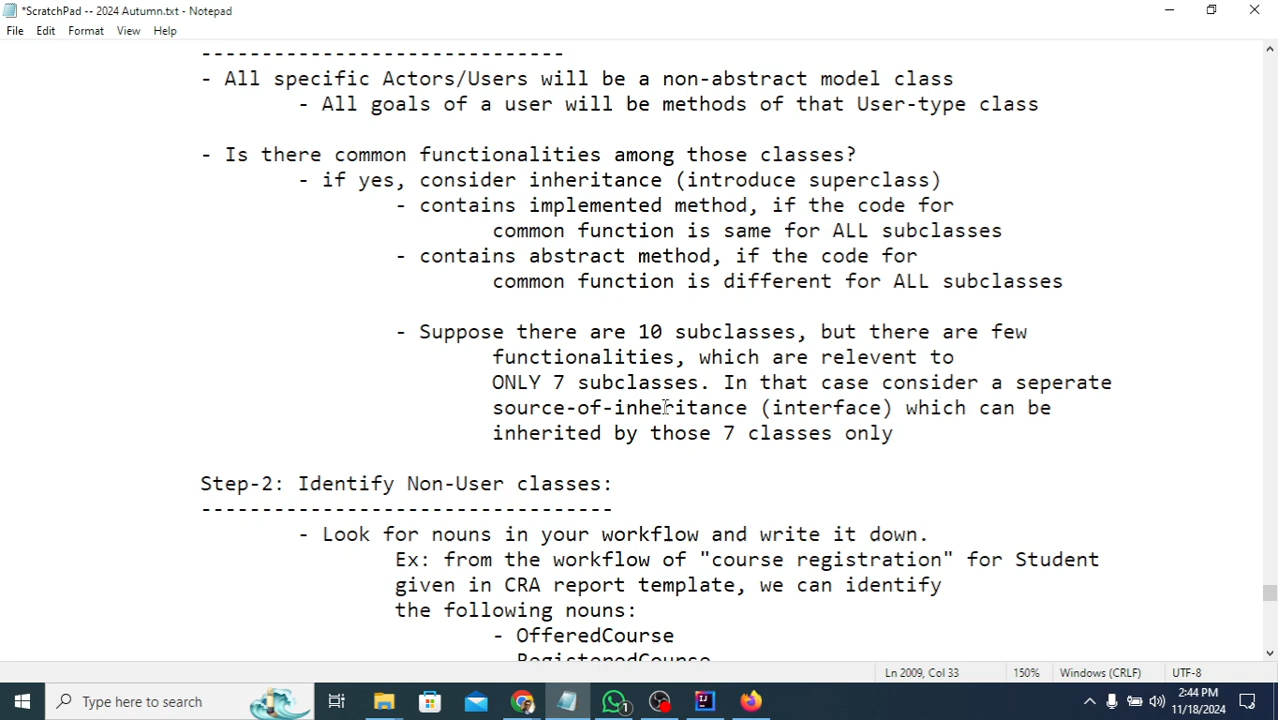 *ScratchPad -- 2024 Autumn.txt - Notepad
File Edit Format View Help
------------------------------
- All specific Actors/Users will be a non-abstract model class
- All goals of a user will be methods of that User-type class
- Is there common functionalities among those classes?
- if yes, consider inheritance (introduce superclass)
- contains implemented method, if the code for
common function is same for ALL subclasses
- contains abstract method, if the code for
common function is different for ALL subclasses
- Suppose there are 10 subclasses, but there are few
functionalities, which are relevent to
ONLY 7 subclasses. In that case consider a seperate
source-of-inheritance (interface) which can be
inherited by those 7 classes only
Step-2: Identify Non-User classes:
----------------------------------
- Look for nouns in your workflow and write it down.
Ex: from the workflow of "course registration" for Student
given in CRA report template, we can identify
the following nouns:
- OfferedCourse
RegisteredCourse
Ln 2009, Col 33 150% Windows (CRLF) UTF-8
Type here to search
1
2:44 PM
11/18/2024